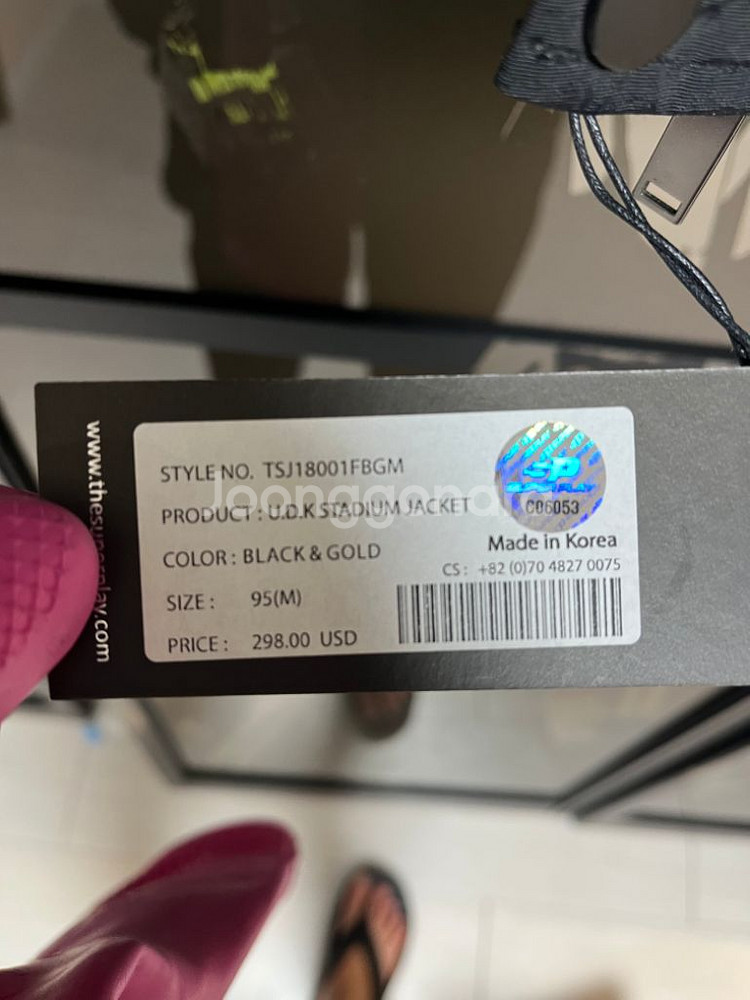 www.thesuperplay.com
STYLE NO. TSJ18001FBGM
PRODUCT : U.D.K STADIUM JACKET
COLOR : BLACK & GOLD
SIZE : 95(M)
PRICE : 298.00 USD
SP
C06053
Made in Korea
CS : +82 (0)70 4827 0075